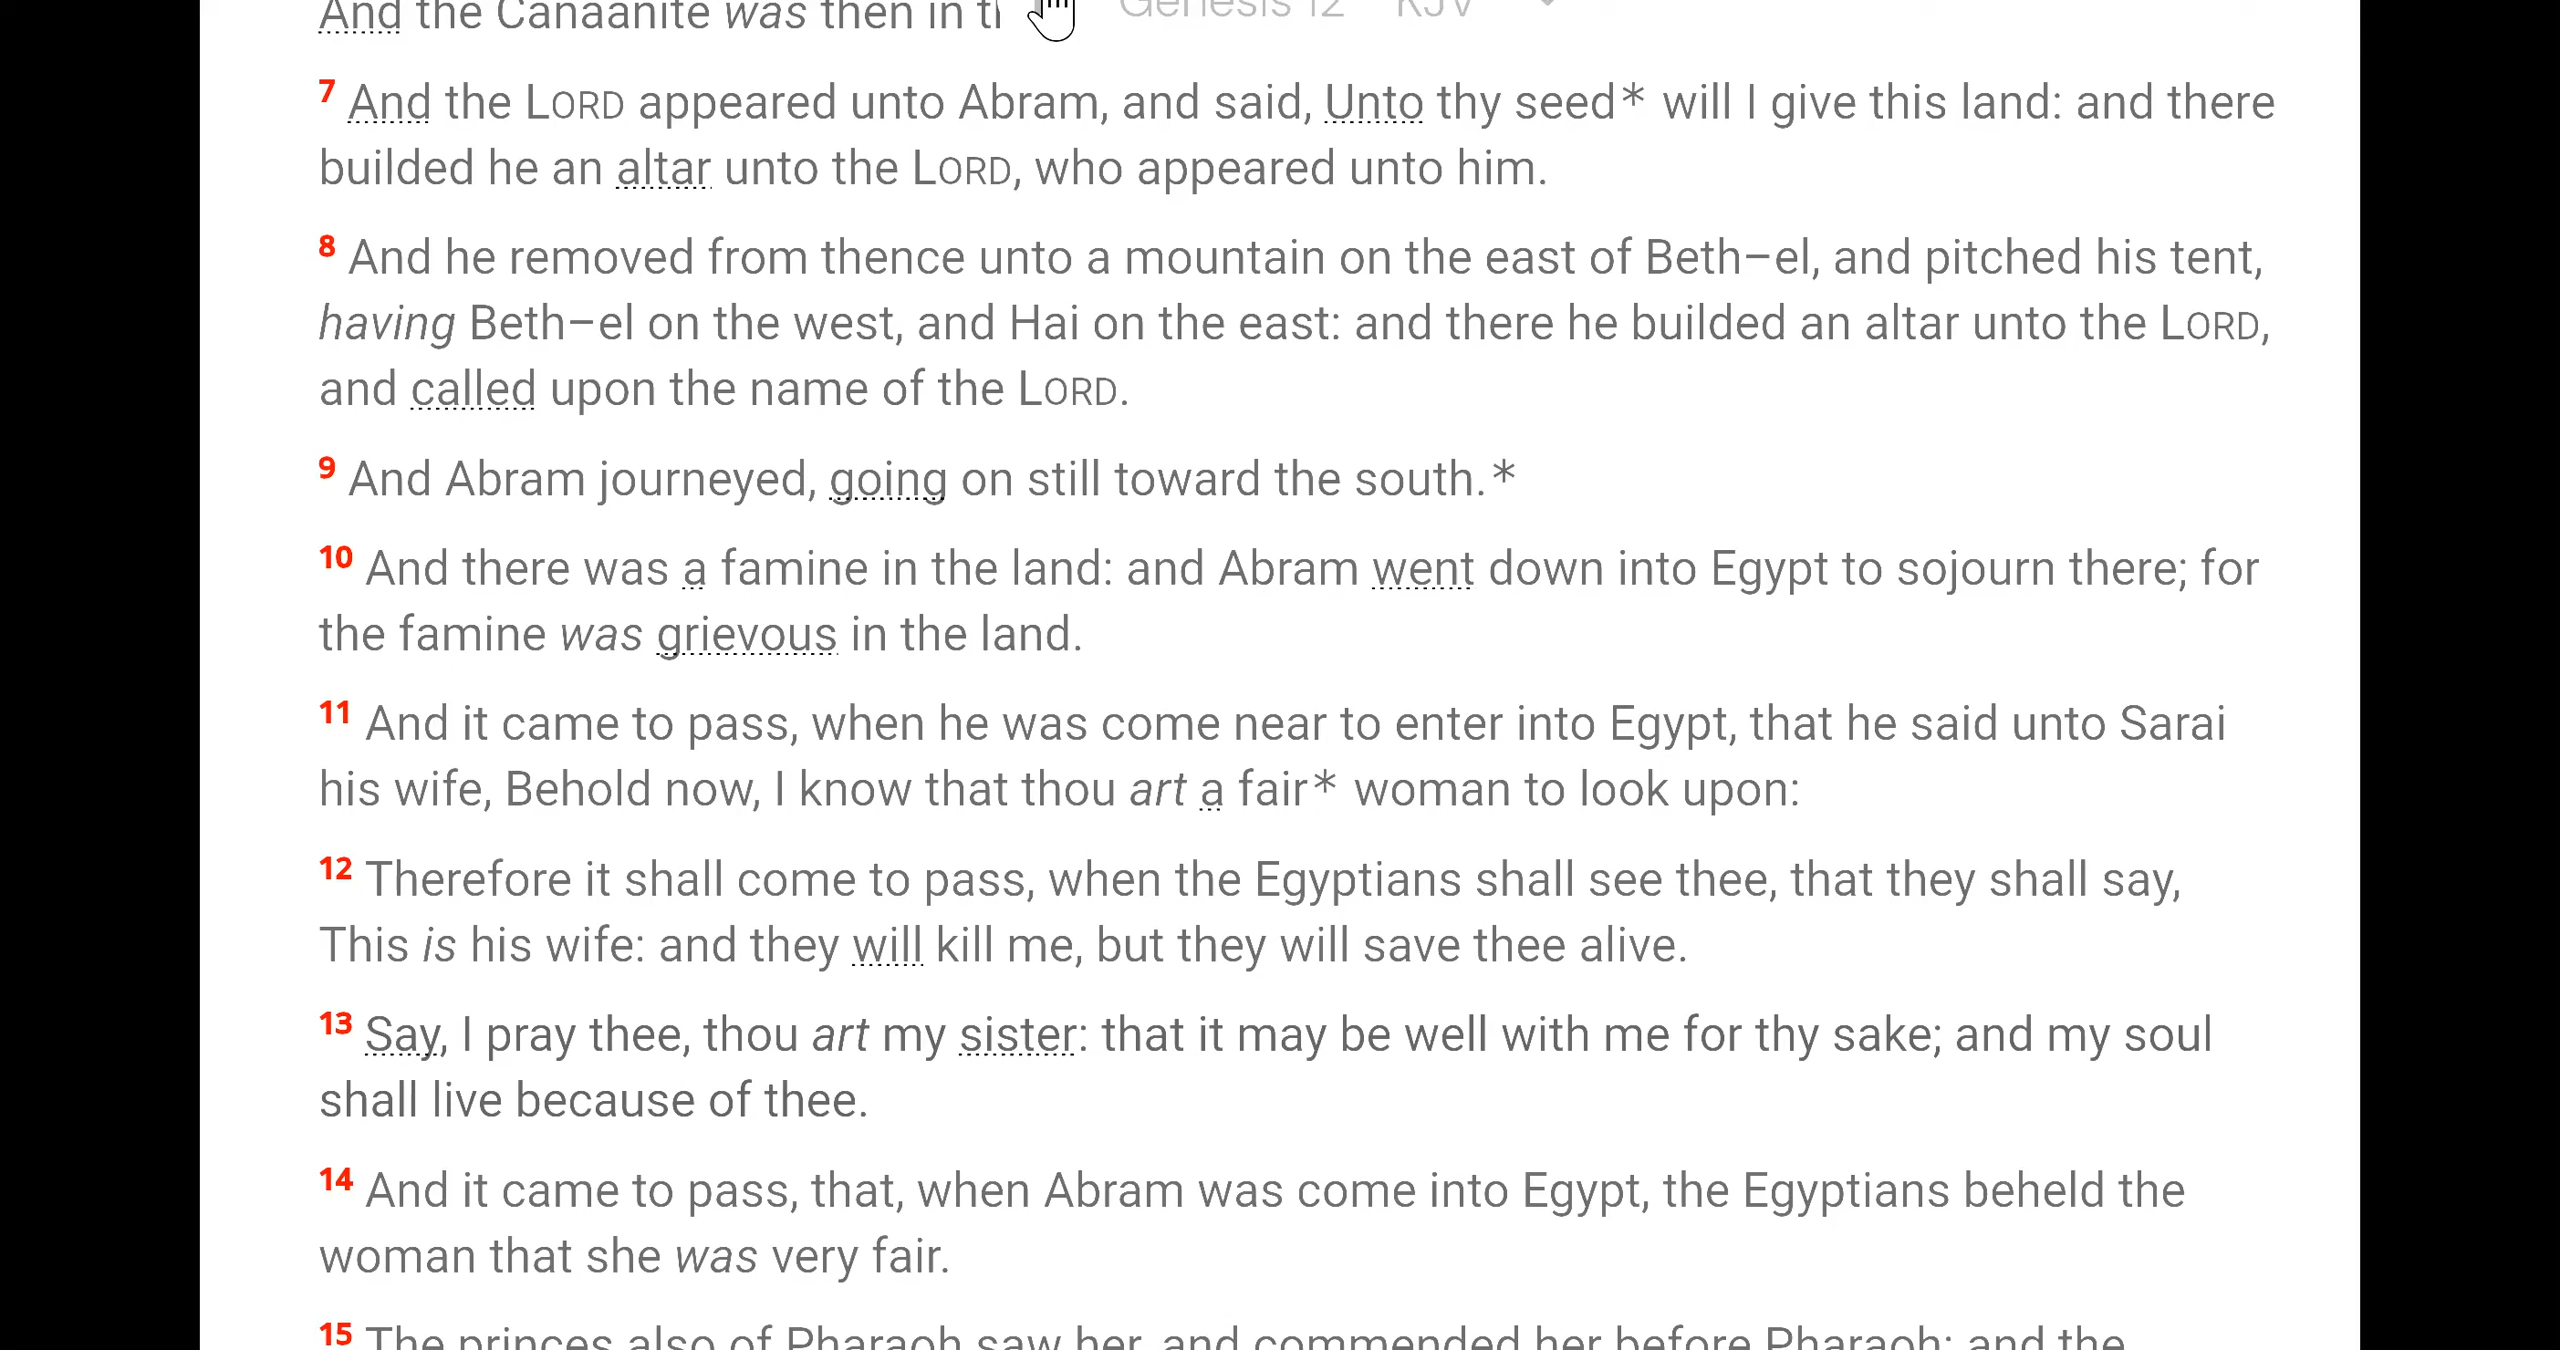 And the Canaanite was then in
Genesis 12 KJV
7 And the LORD appeared unto Abram, and said, Unto thy seed* will I give this land: and there
builded he an altar unto the LORD, who appeared unto him.
8 And he removed from thence unto a mountain on the east of Beth–el, and pitched his tent,
having Beth–el on the west, and Hai on the east: and there he builded an altar unto the LORD,
and called upon the name of the LORD.
9 And Abram journeyed, going on still toward the south.*
10 And there was a famine in the land: and Abram went down into Egypt to sojourn there; for
the famine was grievous in the land.
11 And it came to pass, when he was come near to enter into Egypt, that he said unto Sarai
his wife, Behold now, I know that thou art a fair* woman to look upon:
12 Therefore it shall come to pass, when the Egyptians shall see thee, that they shall say,
This is his wife: and they will kill me, but they will save thee alive.
13 Say, I pray thee, thou art my sister: that it may be well with me for thy sake; and my soul
shall live because of thee.
14 And it came to pass, that, when Abram was come into Egypt, the Egyptians beheld the
woman that she was very fair.
15 The princes also of Pharaoh saw her, and commended her before Pharaoh: and the